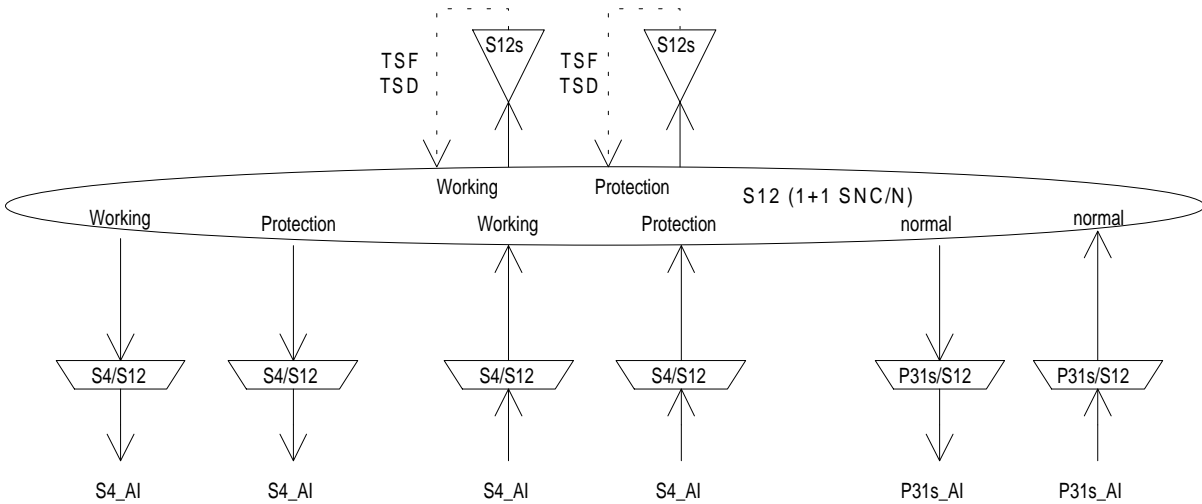 S12s
S12s
TSF
TSD
TSF
TSD
Working
Protection
S12 (1+1 SNC/N)
Working
Protection
Working
Protection
normal
normal
S4/S12
S4/S12
S4/S12
S4/S12
P31s/S12
P31s/S12
S4_AI
S4_AI
S4_AI
S4_AI
P31s_AI
P31s_AI